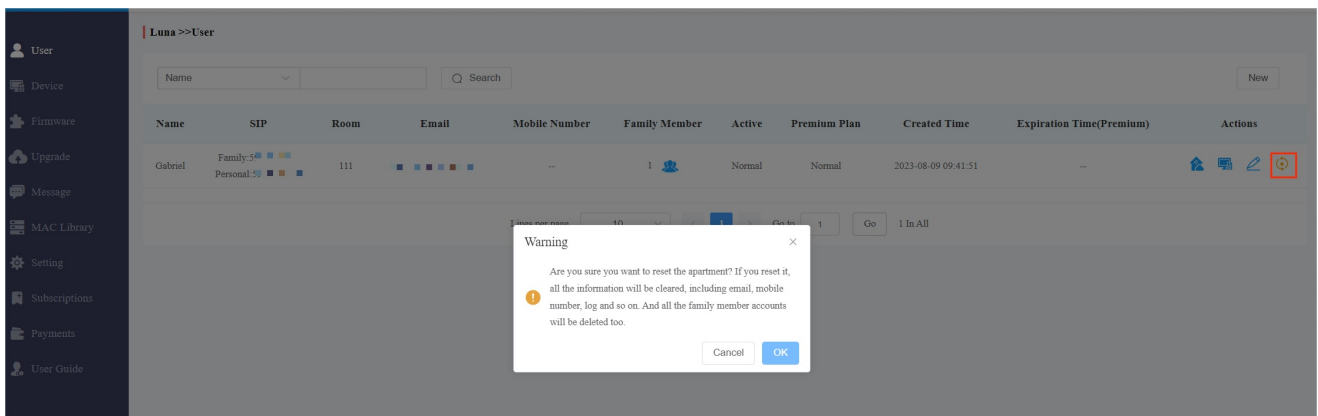 Luna >>User
User
Device
Firmware
Upgrade
Message
MAC Library
Setting
Subscriptions
Payments
User Guide
Name Search New
Name SIP Room Email Mobile Number Family Member Active Premium Plan Created Time Expiration Time(Premium) Actions
Gabriel Family:5 Personal:5 111 -- 1 Normal Normal 2023-08-09 09:41:51 --
Lines per page 10 < 1 > Go to 1 Go 1 In All
Warning
Are you sure you want to reset the apartment? If you reset it,
all the information will be cleared, including email, mobile
number, log and so on. And all the family member accounts
will be deleted too.
Cancel OK